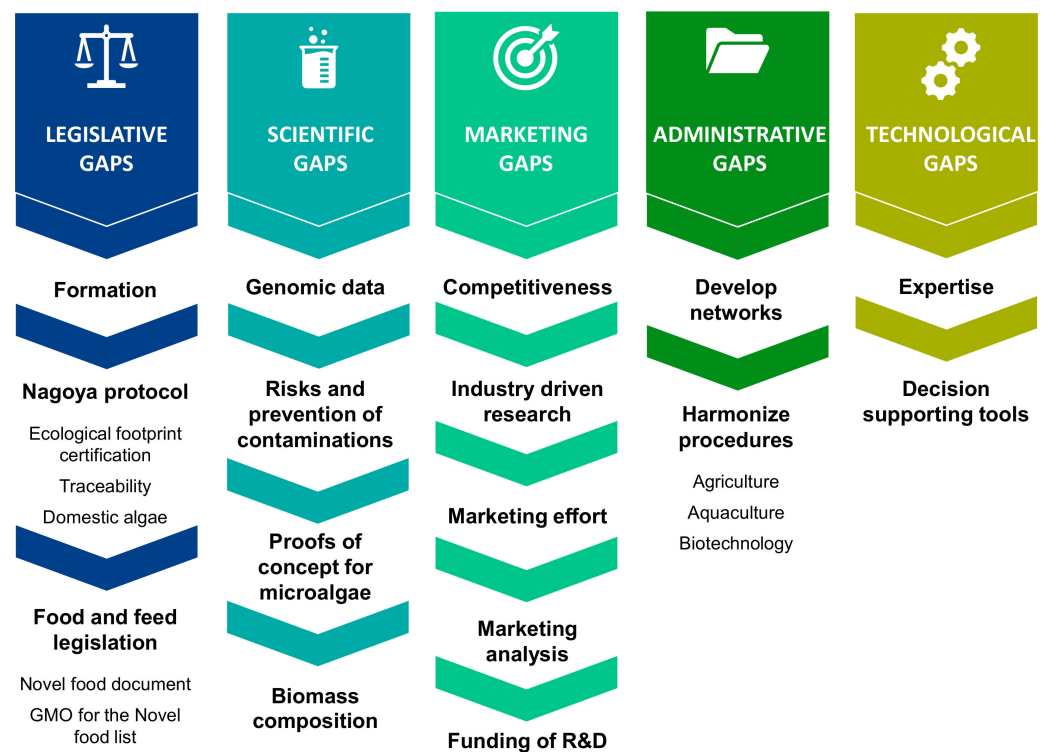 LEGISLATIVE
GAPS
Formation
Nagoya protocol
Ecological footprint
certification
Traceability
Domestic algae
Food and feed
legislation
Novel food document
GMO for the Novel
food list
SCIENTIFIC
GAPS
Genomic data
Risks and
prevention of
contaminations
Proofs of
concept for
microalgae
Biomass
composition
MARKETING
GAPS
Competitiveness
Industry driven
research
Marketing effort
Marketing
analysis
Funding of R&D
ADMINISTRATIVE
GAPS
Develop
networks
Harmonize
procedures
Agriculture
Aquaculture
Biotechnology
TECHNOLOGICAL
GAPS
Expertise
Decision
supporting tools